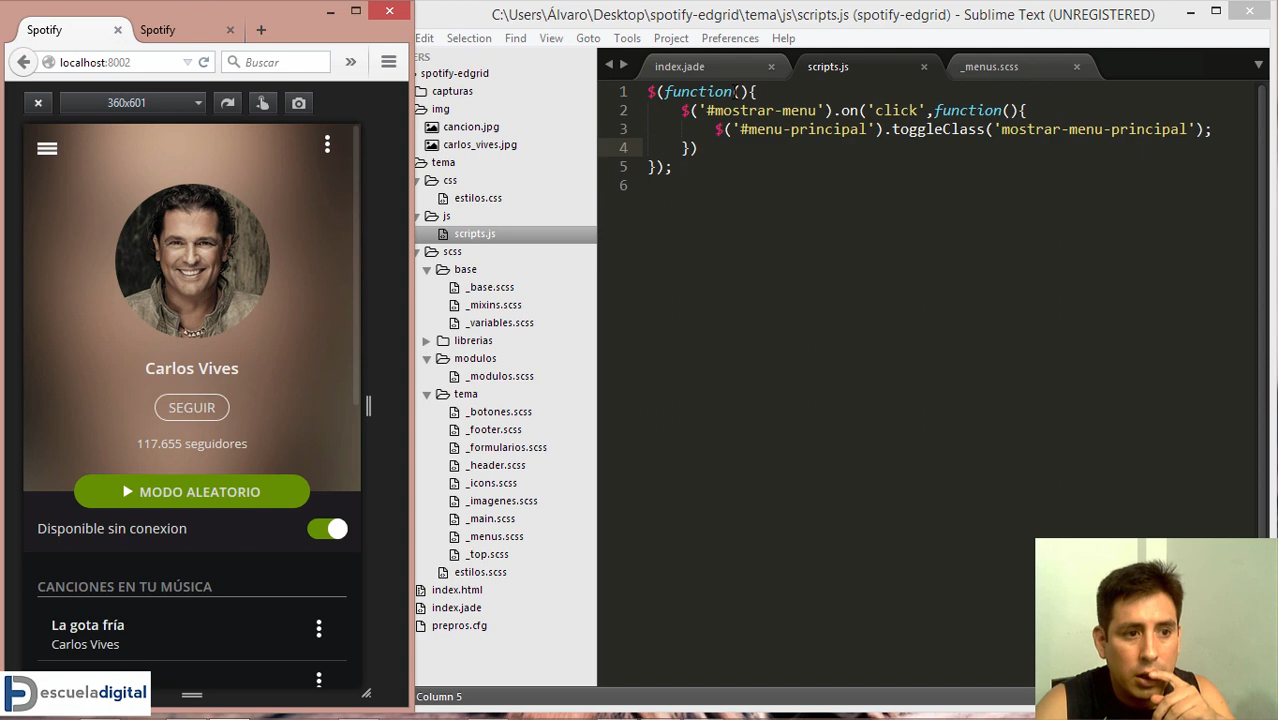 Spotify
Spotify
localhost:8002
Buscar
360x601
Carlos Vives
SEGUIR
117.655 seguidores
MODO ALEATORIO
Disponible sin conexion
CANCIONES EN TU MÚSICA
La gota fría
Carlos Vives
escueladigital
C:\Users\Álvaro\Desktop\spotify-edgrid\tema\js\scripts.js (spotify-edgrid) - Sublime Text (UNREGISTERED)
Edit Selection Find View Goto Tools Project Preferences Help
ERS
spotify-edgrid
capturas
img
cancion.jpg
carlos_vives.jpg
tema
css
estilos.css
js
scripts.js
scss
base
_base.scss
_mixins.scss
_variables.scss
librerias
modulos
_modulos.scss
tema
_botones.scss
_footer.scss
_formularios.scss
_header.scss
_icons.scss
_imagenes.scss
_main.scss
_menus.scss
_top.scss
estilos.scss
index.html
index.jade
prepros.cfg
Column 5
index.jade
scripts.js
_menus.scss
1 $(function(){
2 $('#mostrar-menu').on('click',function(){
3 $('#menu-principal').toggleClass('mostrar-menu-principal');
4 })
5 });
6